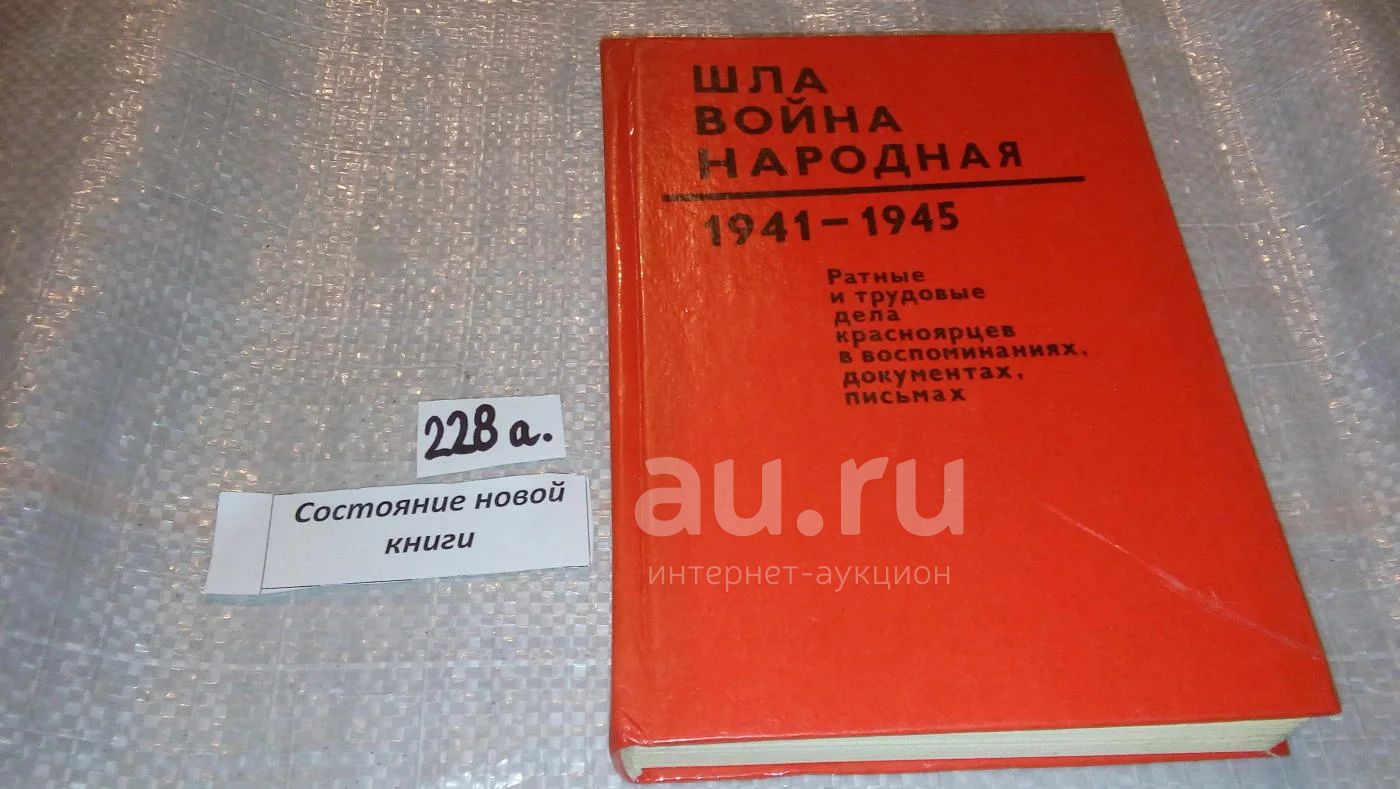 ШЛА
ВОЙНА
НАРОДНАЯ
1941-1945
Ратные
и трудовые
дела
красноярцев
в воспоминаниях,
документах,
письмах
228 а.
Состояние новой
книги
au.ru
интернет-аукцион